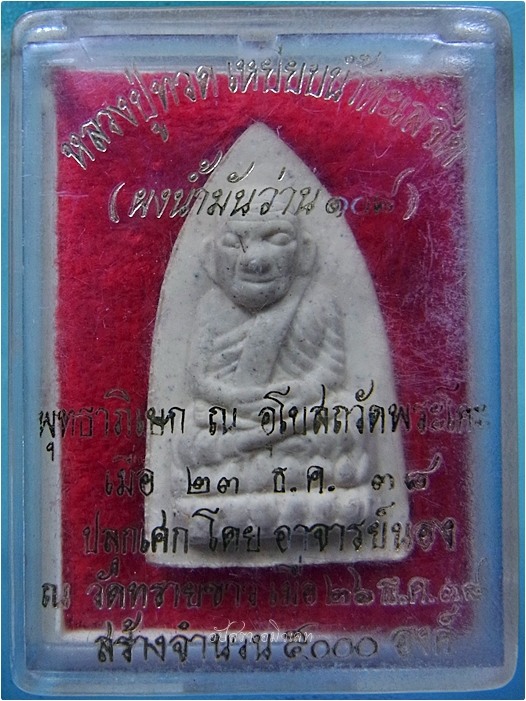 หลวงปู่ทวด เหยียบน้ำทะเลจืด
(ผงน้ำมันว่าน ๑๐๘)
พุทธาภิเษก ณ อุโบสถวัดพระโคะ
เมื่อ ๒๓ ธ.ค. ๓๘
ปลุกเศก โดย อาจารย์นอง
ณ วัดทรายขาว เมื่อ ๒๖ ธ.ค.๓๘
สร้างจำนวน ๕๐๐๐ องค์